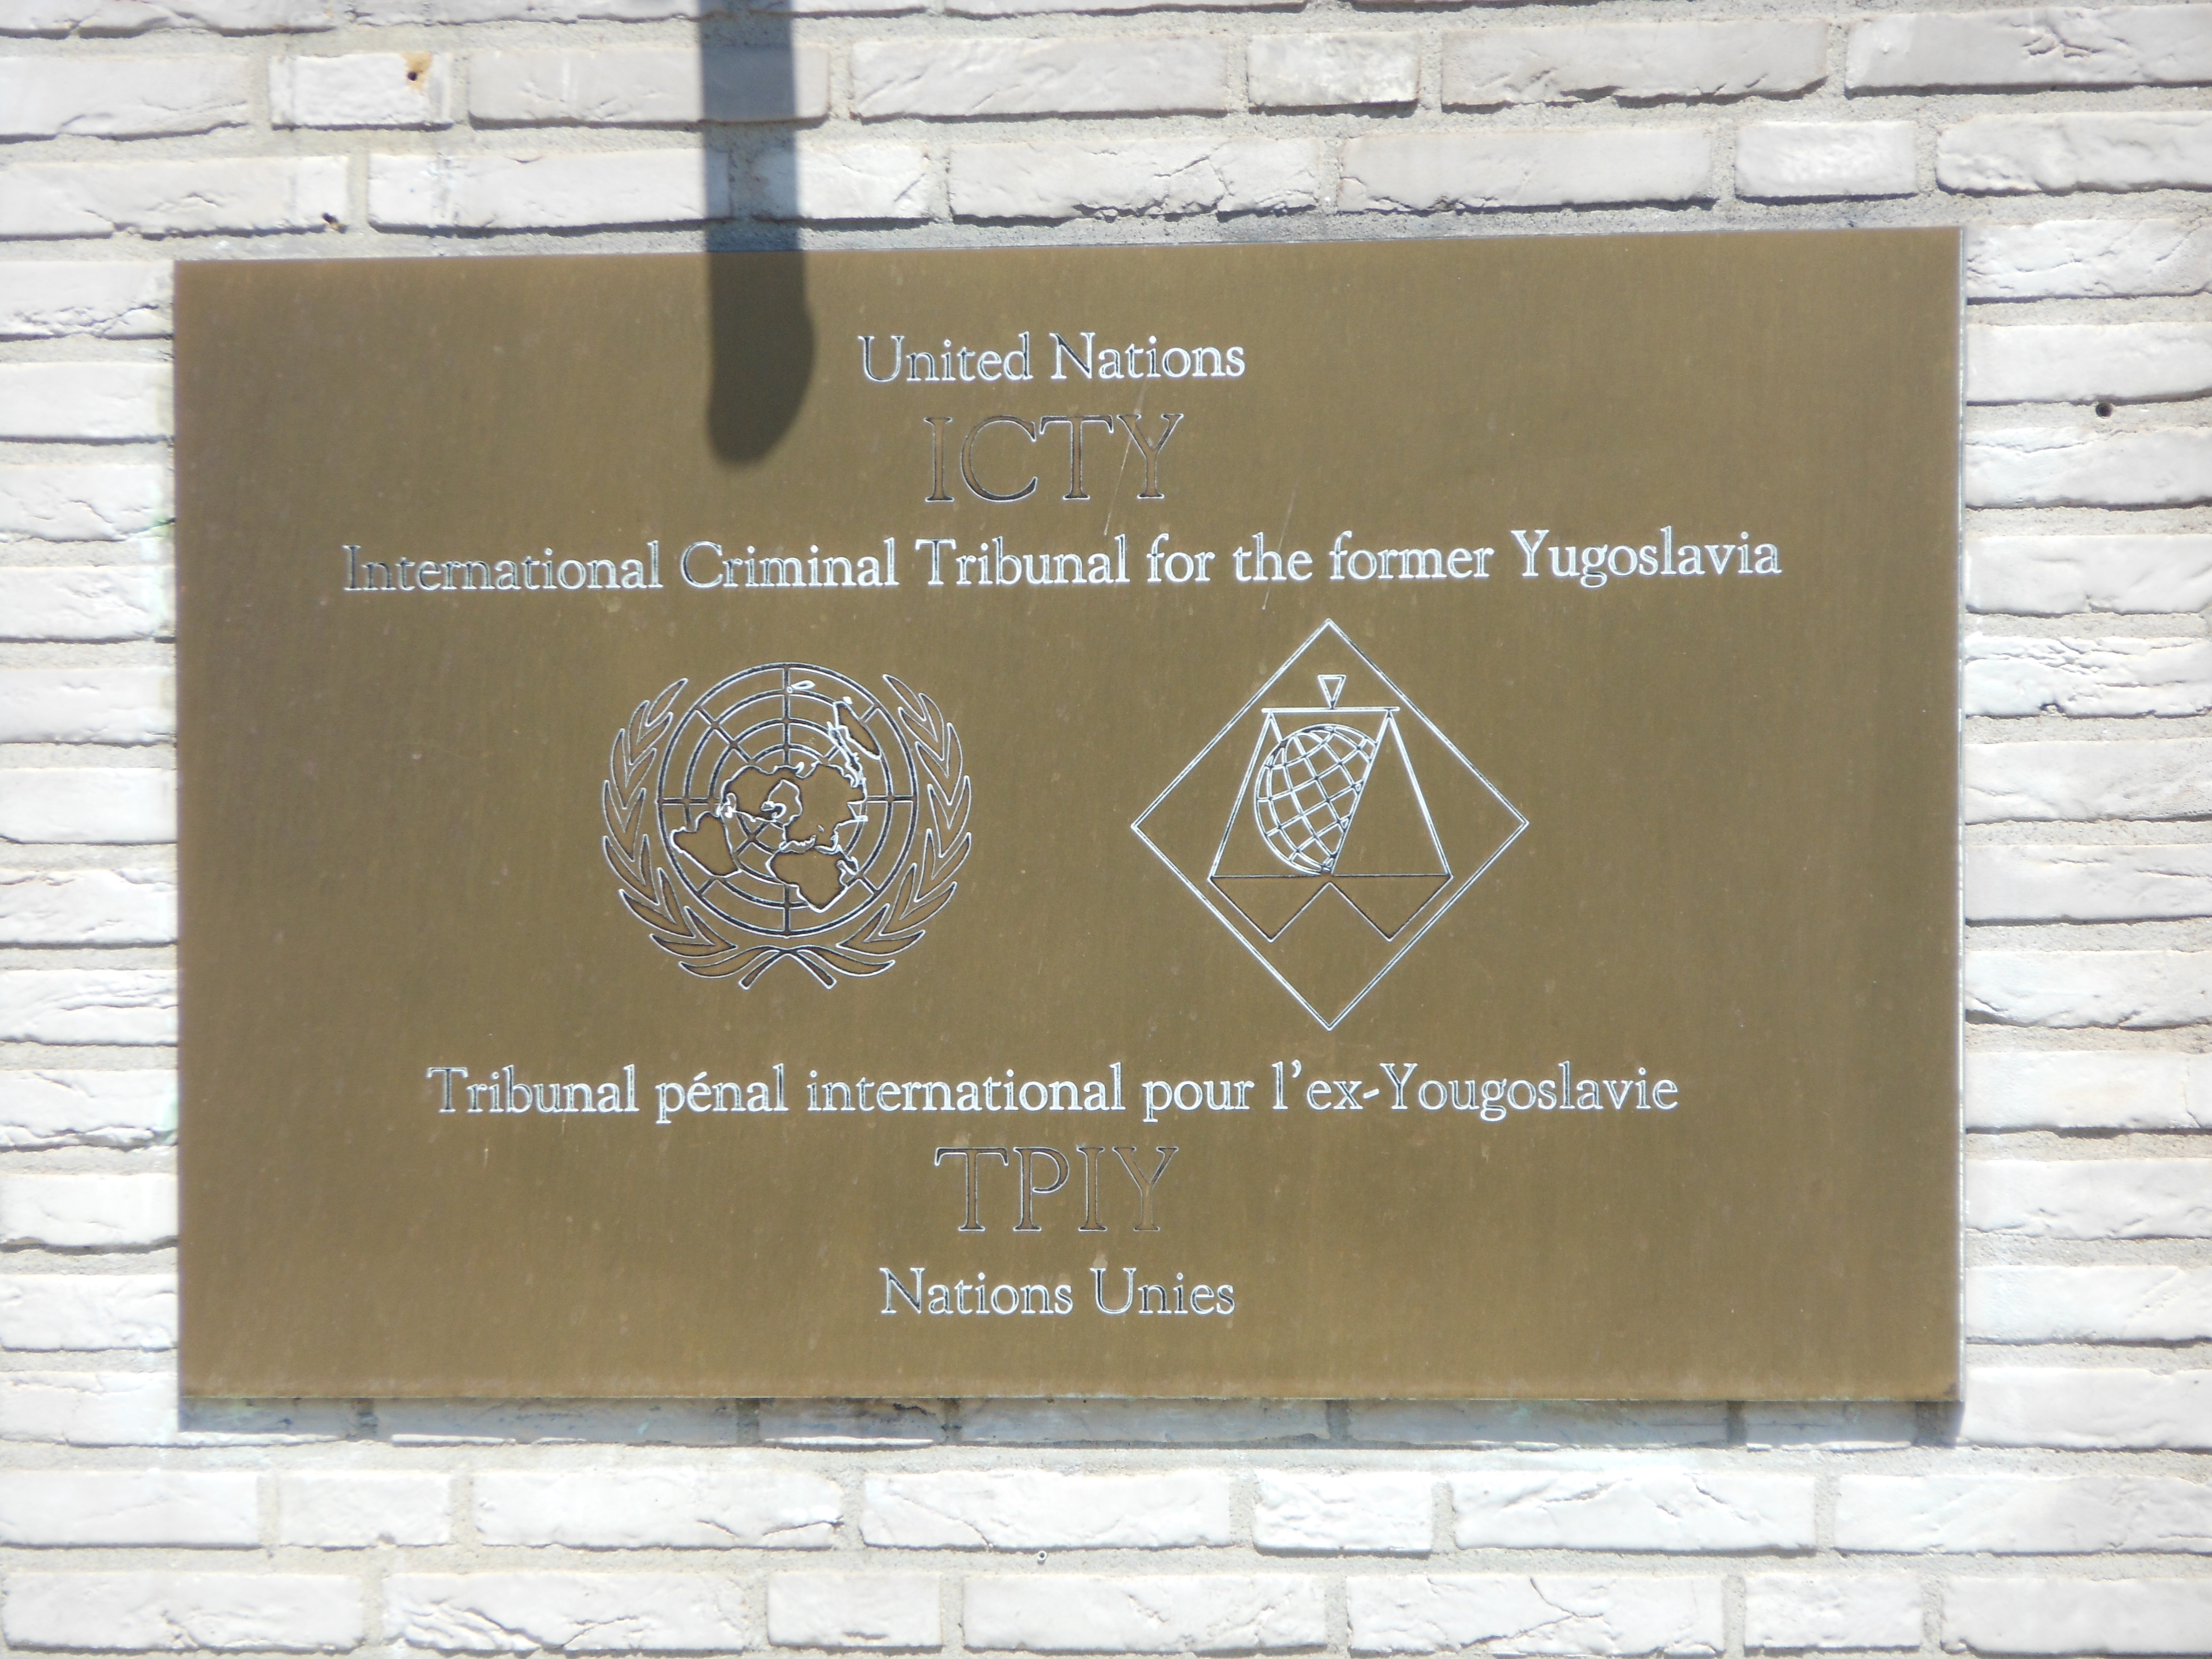 United Nations
ICTY
International Criminal Tribunal for the former Yugoslavia
Tribunal pénal international pour l'ex-Yougoslavie
TPIY
Nations Unies